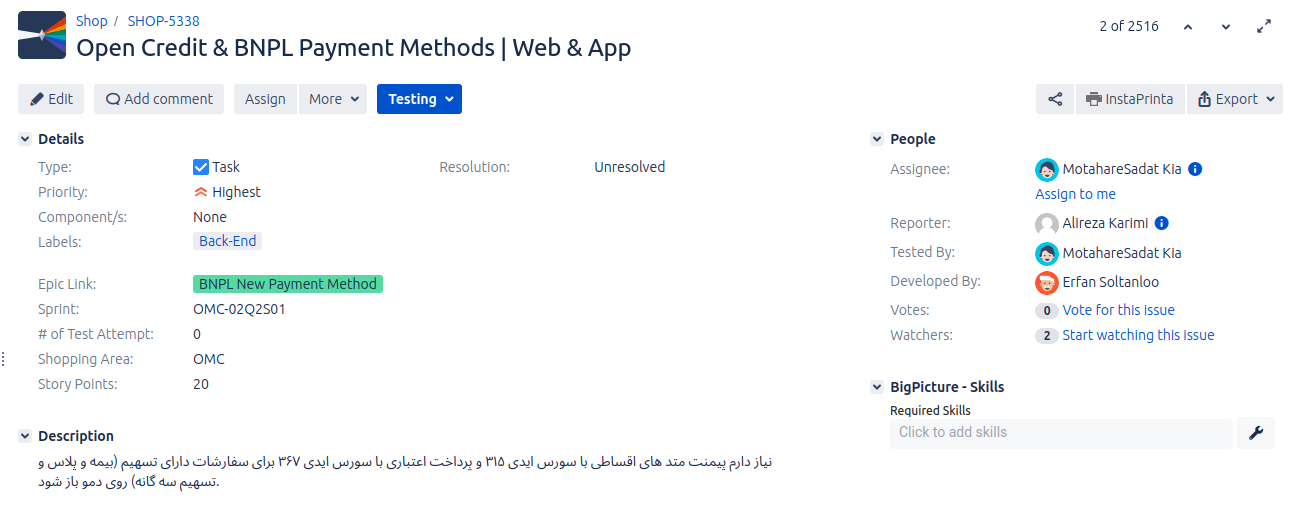 Shop / SHOP-5338
2 of 2516
Open Credit & BNPL Payment Methods | Web & App
Edit
Add comment
Assign
More
Testing
InstaPrinta
Export
Details
Type: Task
Resolution: Unresolved
Priority: Highest
Component/s: None
Labels: Back-End
Epic Link: BNPL New Payment Method
Sprint: OMC-02Q2S01
# of Test Attempt: 0
Shopping Area: OMC
Story Points: 20
Description
نیاز دارم پیمنت متد های اقساطی با سورس ایدی ۳۱۵ و پرداخت اعتباری با سورس ایدی ۳۶۷ برای سفارشات دارای تسهیم (بیمه و پلاس و
تسهیم سه گانه) روی دمو باز شود.
People
Assignee: MotahareSadat Kia
Assign to me
Reporter: Alireza Karimi
Tested By: MotahareSadat Kia
Developed By: Erfan Soltanloo
Votes: 0 Vote for this issue
Watchers: 2 Start watching this issue
BigPicture - Skills
Required Skills
Click to add skills